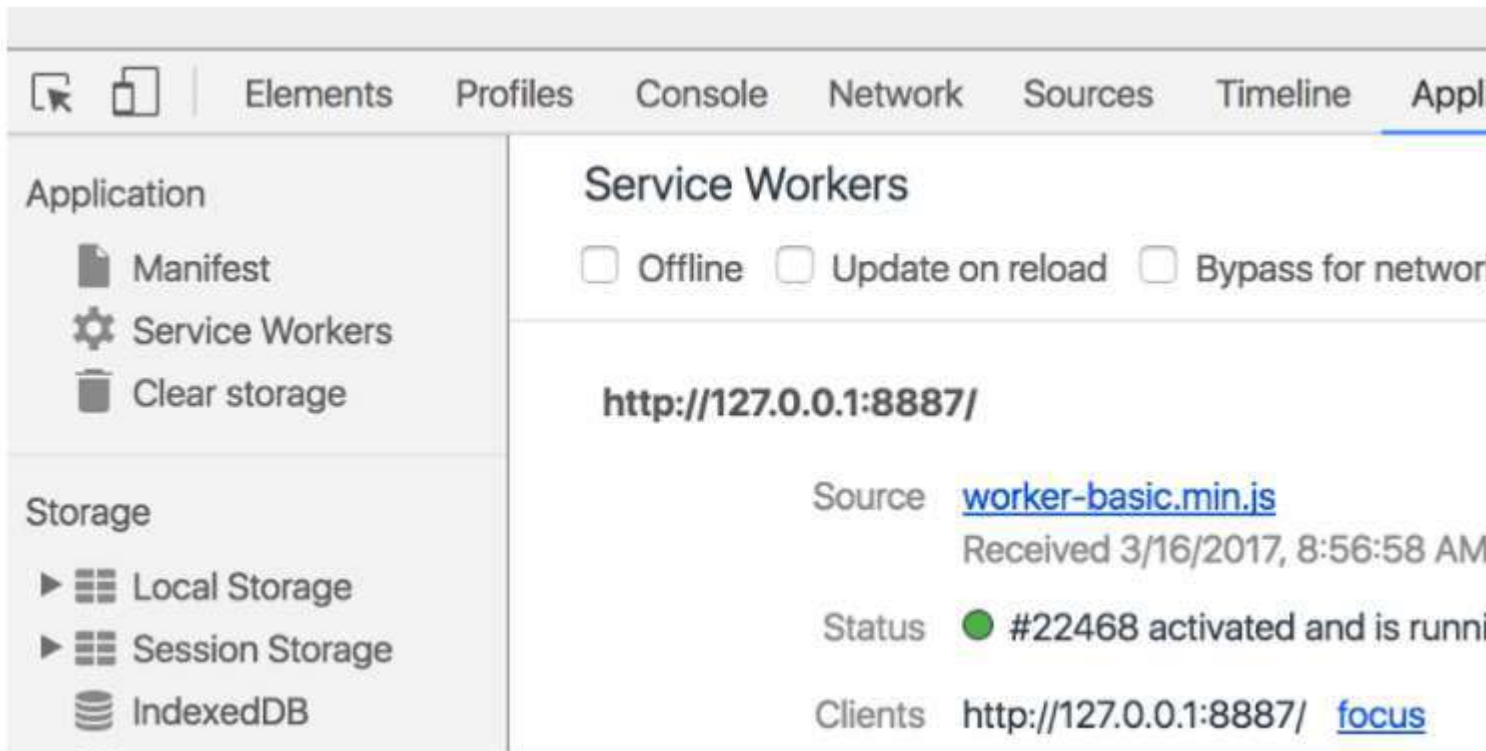 Elements Profiles Console Network Sources Timeline Appl
Application
Manifest
Service Workers
Clear storage
Storage
Local Storage
Session Storage
IndexedDB
Service Workers
Offline Update on reload Bypass for networ
http://127.0.0.1:8887/
Source worker-basic.min.js
Received 3/16/2017, 8:56:58 AM
Status #22468 activated and is runni
Clients http://127.0.0.1:8887/ focus